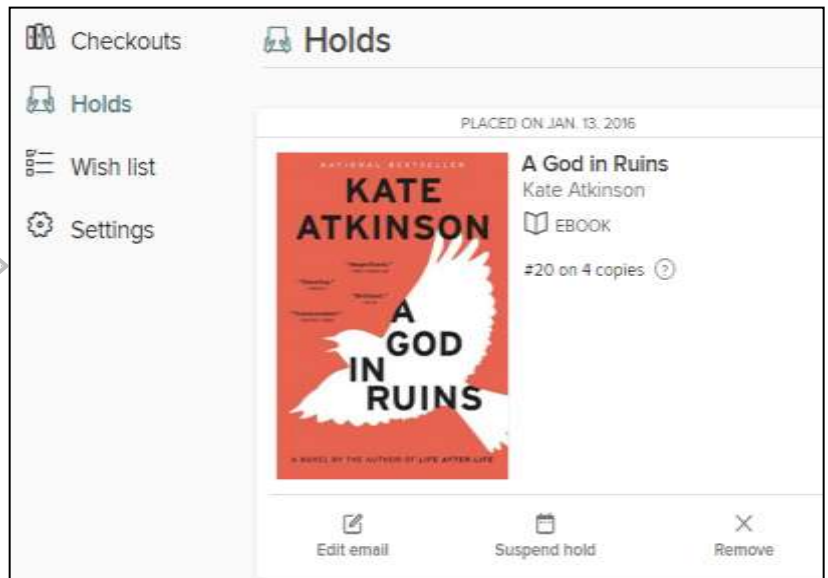 Checkouts
Holds
Wish list
Settings
Holds
PLACED ON JAN. 13, 2016
NATIONAL BESTSELLER
KATE
ATKINSON
A
GOD
IN
RUINS
A NOVEL BY THE AUTHOR OF LIFE AFTER LIFE
A God in Ruins
Kate Atkinson
EBOOK
#20 on 4 copies ?
Edit email
Suspend hold
Remove